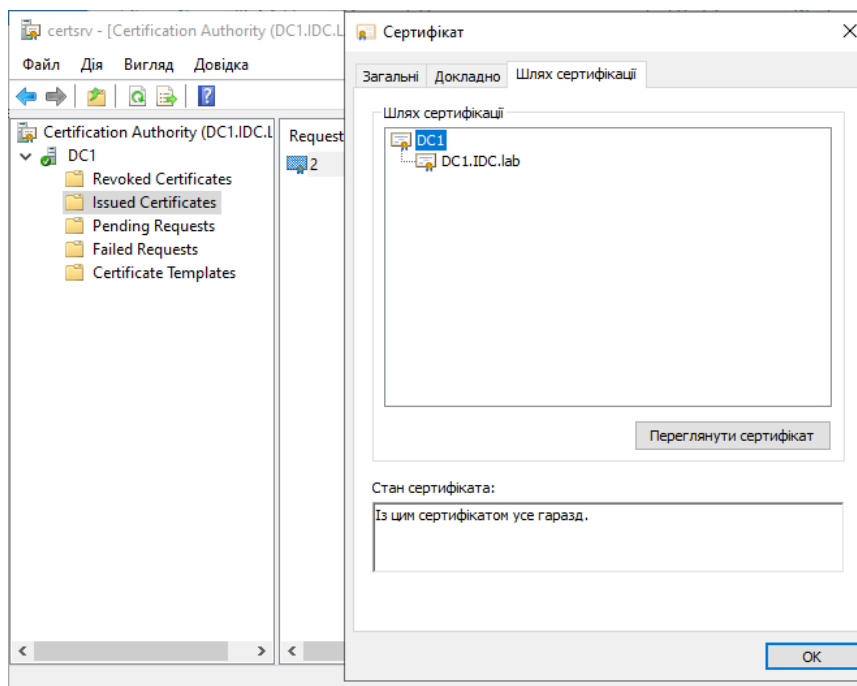 certsrv - [Certification Authority (DC1.IDC.L
Файл Дія Вигляд Довідка
Certification Authority (DC1.IDC.L
DC1
Revoked Certificates
Issued Certificates
Pending Requests
Failed Requests
Certificate Templates
Request
2
Сертифікат
Загальні Докладно Шлях сертифікації
Шлях сертифікації
DC1
DC1.IDC.lab
Переглянути сертифікат
Стан сертифіката:
Із цим сертифікатом усе гаразд.
OK